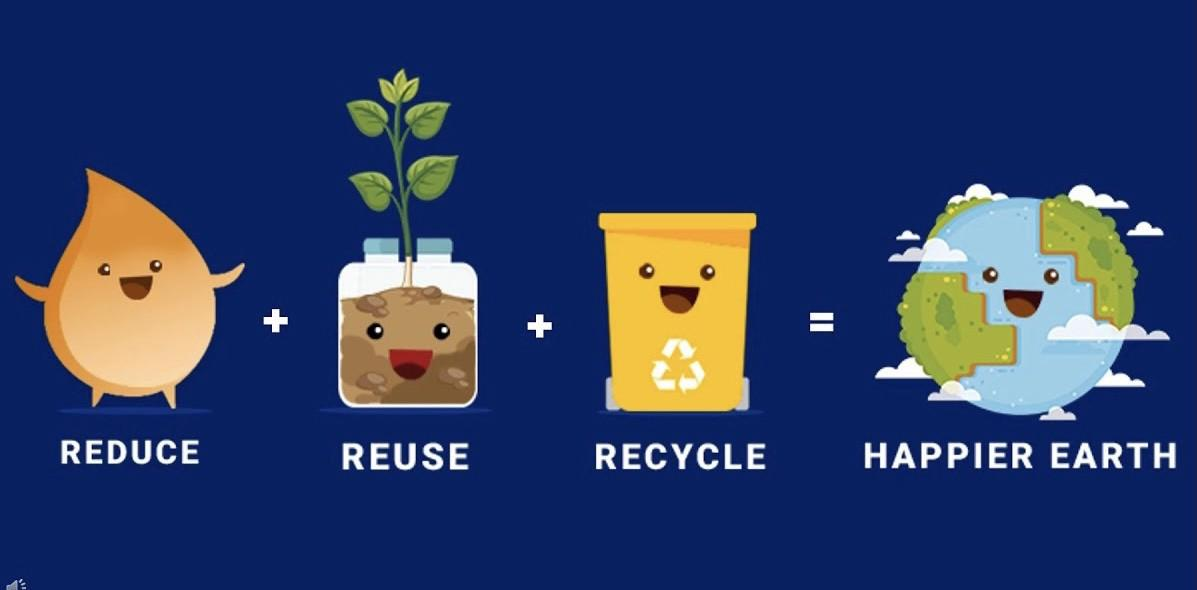 REDUCE + REUSE + RECYCLE = HAPPIER EARTH